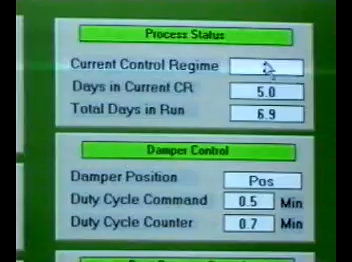 Process Status
Current Control Regime
Days in Current CR 5.0
Total Days in Run 6.9
Damper Control
Damper Position Pos
Duty Cycle Command 0.5 Min
Duty Cycle Counter 0.7 Min